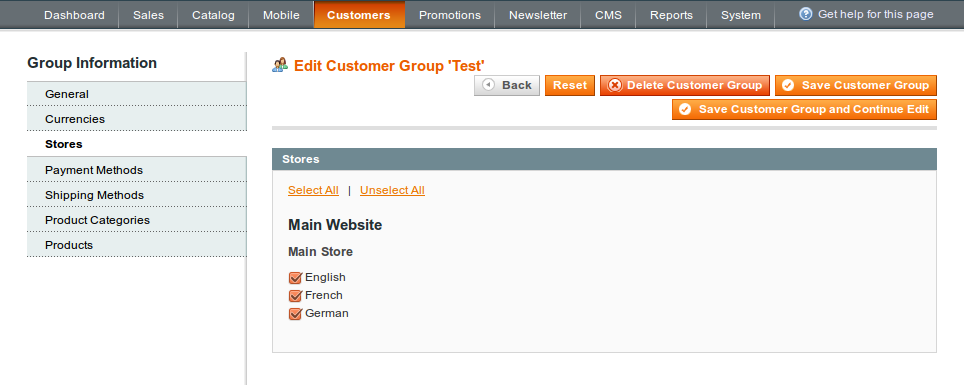 Dashboard Sales Catalog Mobile Customers Promotions Newsletter CMS Reports System Get help for this page
Group Information
General
Currencies
Stores
Payment Methods
Shipping Methods
Product Categories
Products
Edit Customer Group 'Test'
Back Reset Delete Customer Group Save Customer Group
Save Customer Group and Continue Edit
Stores
Select All | Unselect All
Main Website
Main Store
English
French
German